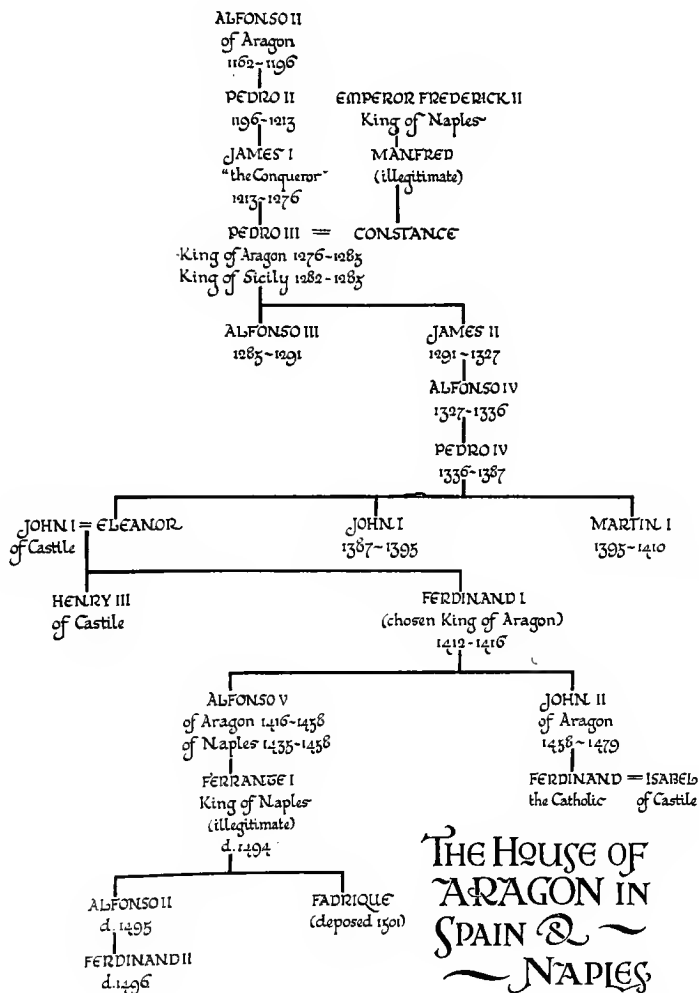 ALFONSO II
of Aragon
1162-1196
PEDRO II
1196-1213
EMPEROR FREDERICK II
King of Naples
JAMES I
"the Conqueror"
1213-1276
MANFRED
(illegitimate)
PEDRO III = CONSTANCE
King of Aragon 1276-1285
King of Sicily 1282-1285
ALFONSO III
1285-1291
JAMES II
1291-1327
ALFONSO IV
1327-1336
PEDRO IV
1336-1387
JOHN I = ELEANOR
of Castile
JOHN I
1387-1395
MARTIN I
1395-1410
HENRY III
of Castile
FERDINAND I
(chosen King of Aragon)
1412-1416
ALFONSO V
of Aragon 1416-1458
of Naples 1435-1458
JOHN II
of Aragon
1458-1479
FERRANTE I
King of Naples
(illegitimate)
d. 1494
FERDINAND = ISABEL
the Catholic of Castile
ALFONSO II
d. 1495
FADRIQUE
(deposed 1501)
FERDINAND II
d. 1496
THE HOUSE OF
ARAGON IN
SPAIN &
NAPLES